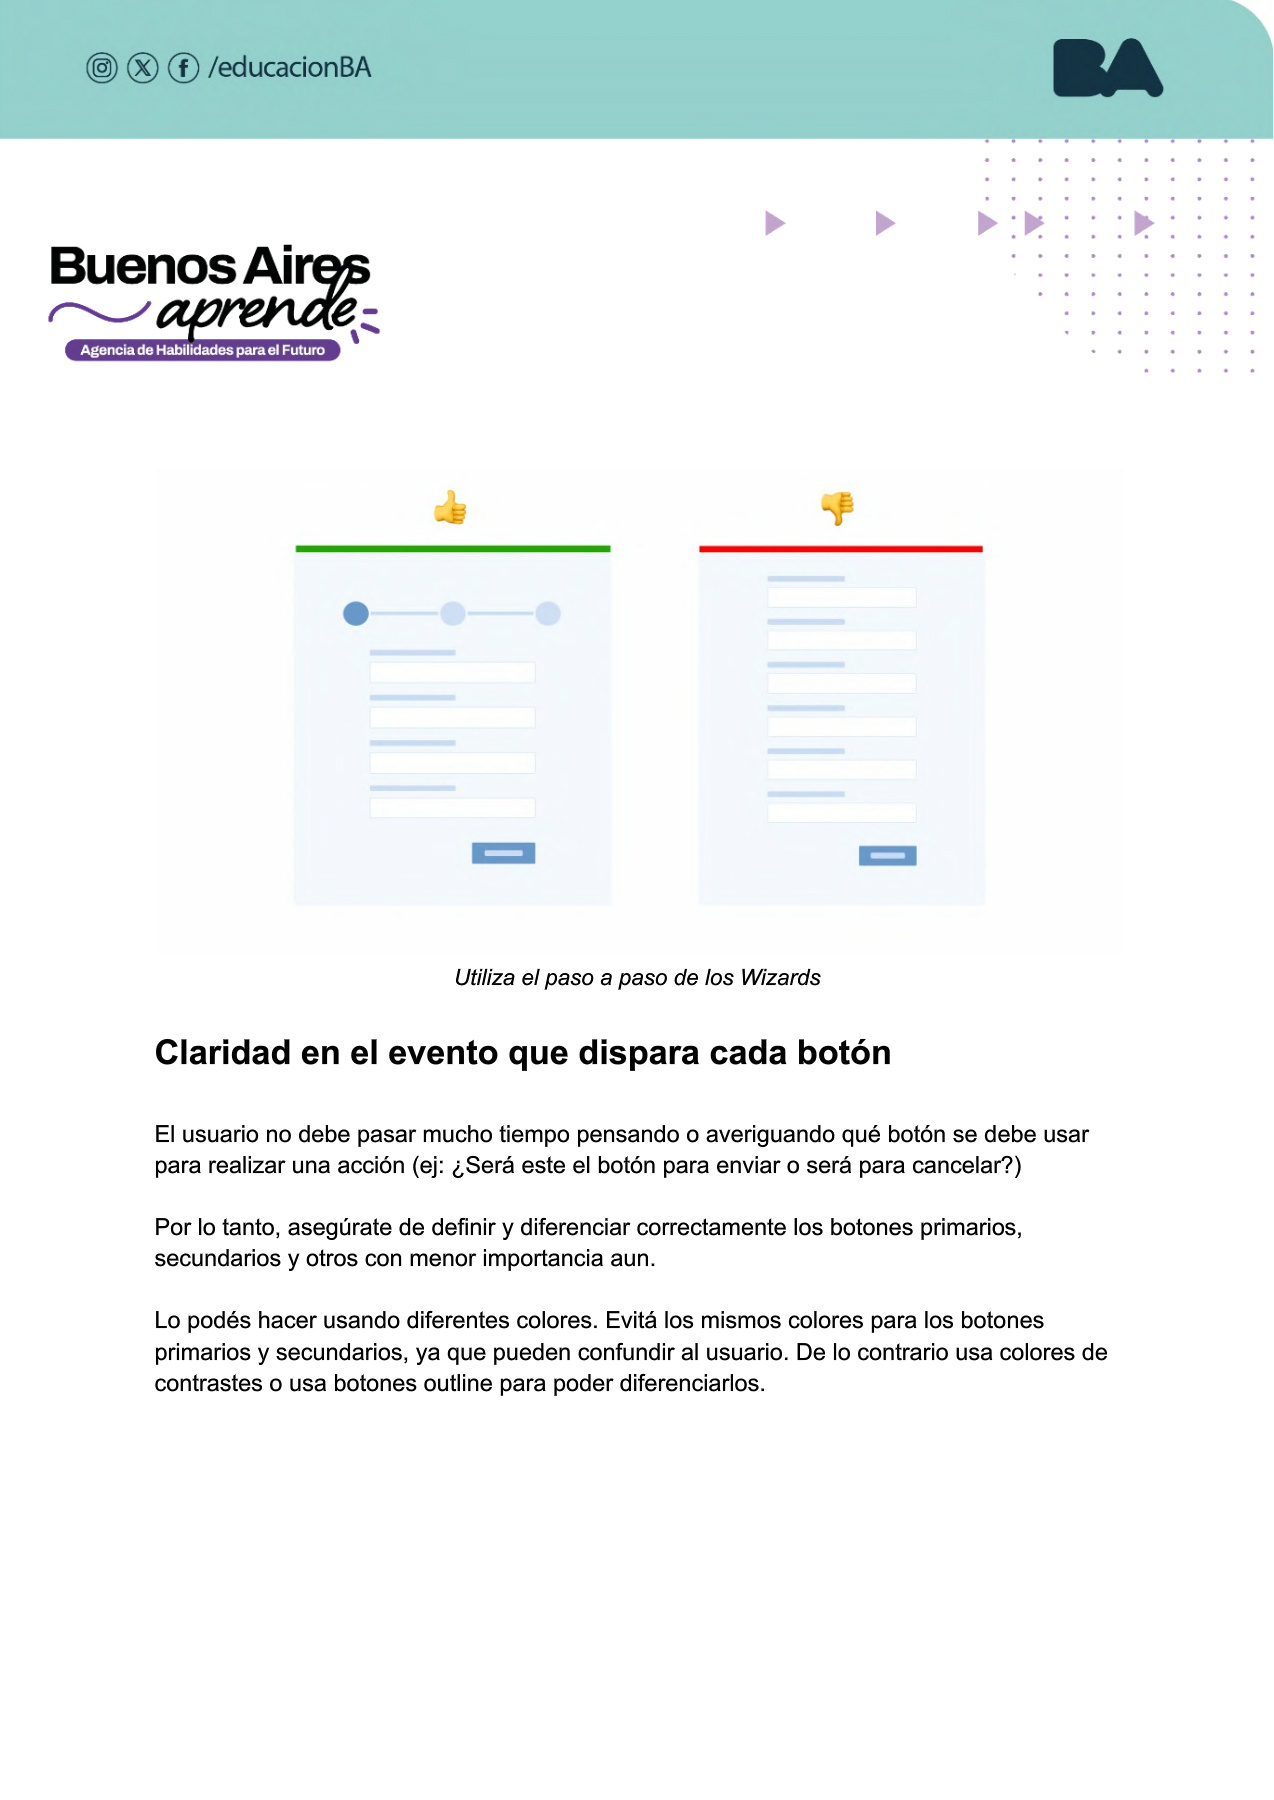 /educacionBA
BA
Buenos Aires
aprende
Agencia de Habilidades para el Futuro
Utiliza el paso a paso de los Wizards
Claridad en el evento que dispara cada botón
El usuario no debe pasar mucho tiempo pensando o averiguando qué botón se debe usar
para realizar una acción (ej: ¿Será este el botón para enviar o será para cancelar?)
Por lo tanto, asegúrate de definir y diferenciar correctamente los botones primarios,
secundarios y otros con menor importancia aun.
Lo podés hacer usando diferentes colores. Evitá los mismos colores para los botones
primarios y secundarios, ya que pueden confundir al usuario. De lo contrario usa colores de
contrastes o usa botones outline para poder diferenciarlos.